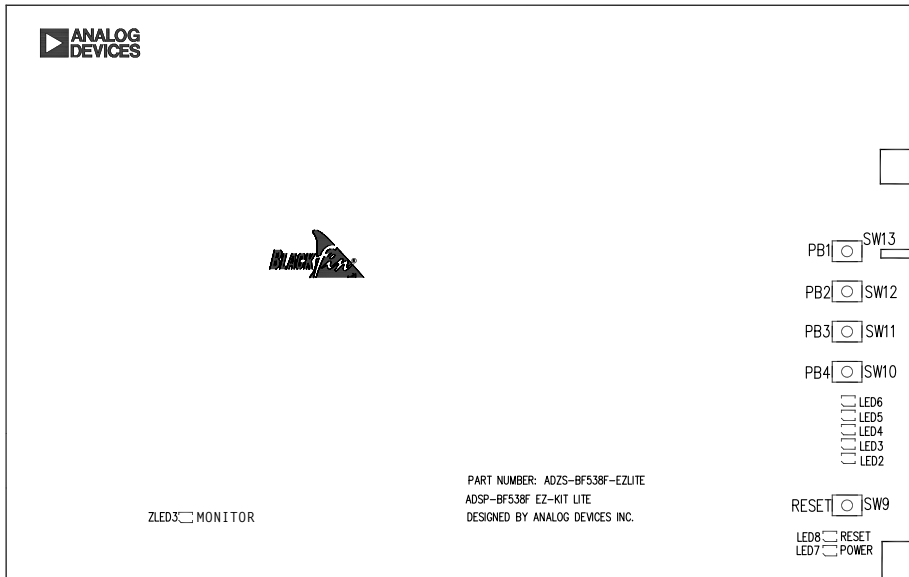 ANALOG
DEVICES
BLACKfin®
PB1 SW13
PB2 SW12
PB3 SW11
PB4 SW10
LED6
LED5
LED4
LED3
LED2
PART NUMBER: ADZS-BF538F-EZLITE
ADSP-BF538F EZ-KIT LITE
DESIGNED BY ANALOG DEVICES INC.
ZLED3 MONITOR
RESET SW9
LED8 RESET
LED7 POWER